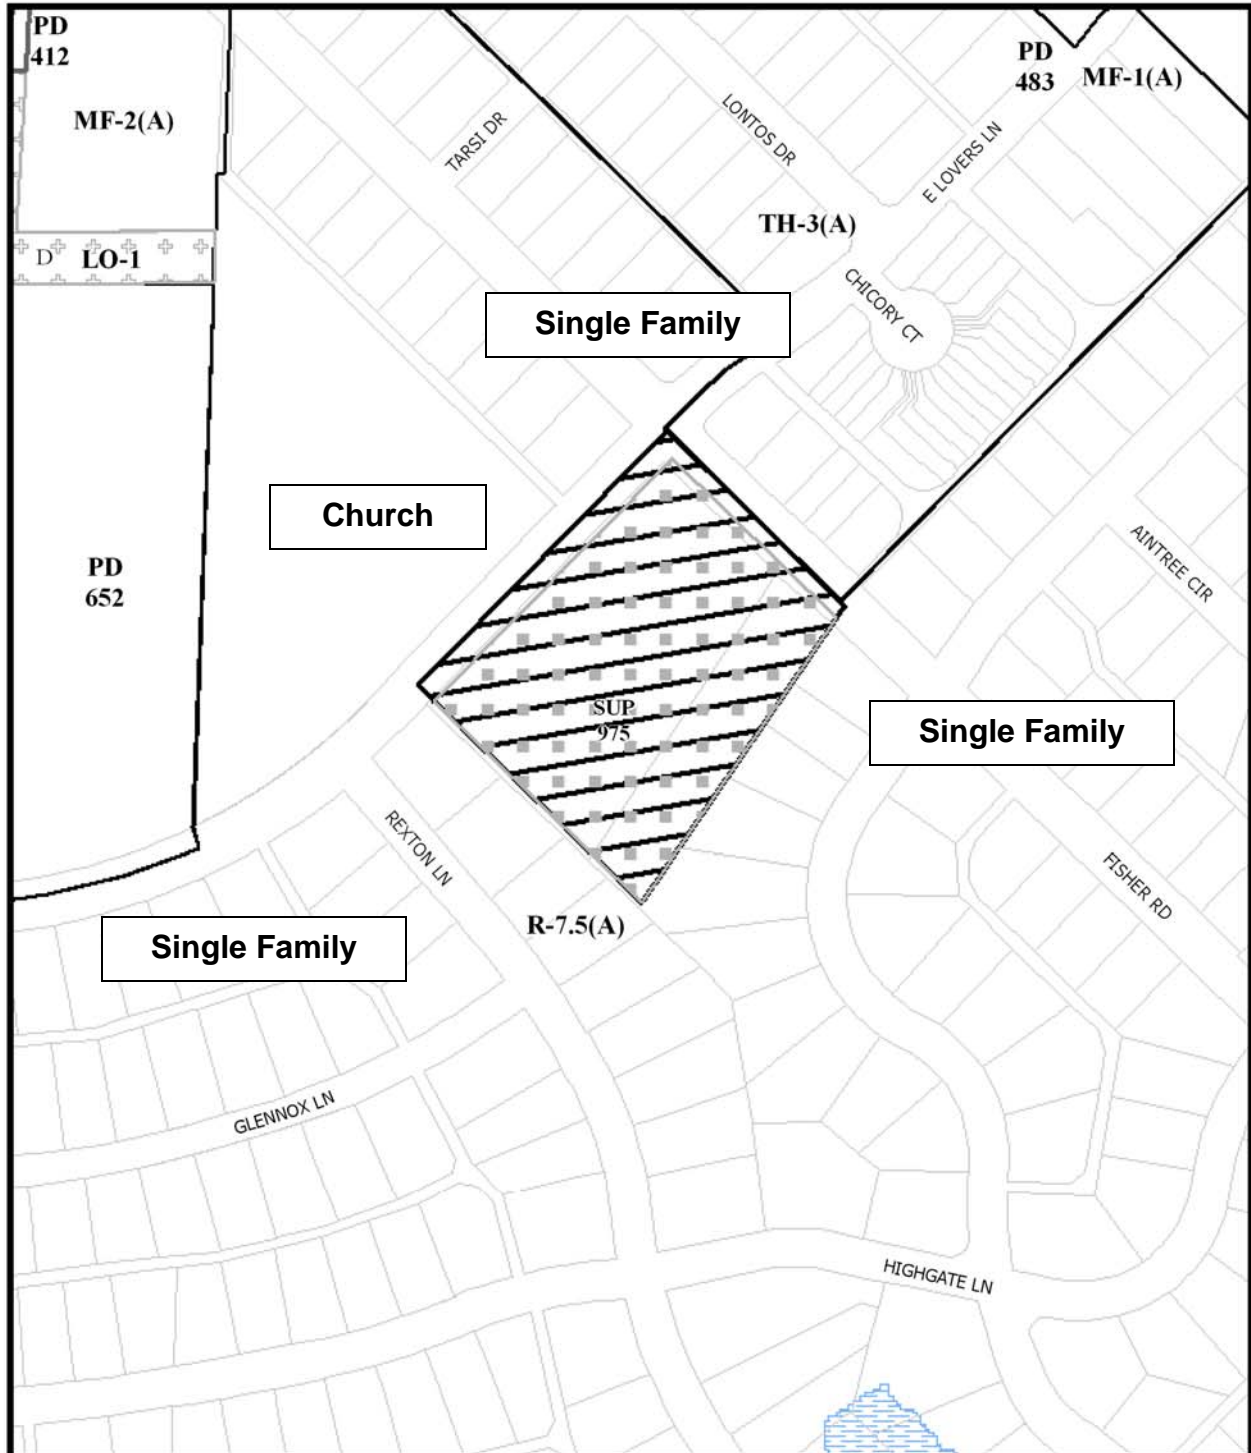 PD
412
MF-2(A)
D
LO-1
TARSI DR
LONTOS DR
E LOVERS LN
PD
483
MF-1(A)
TH-3(A)
CHICORY CT
Single Family
Church
PD
652
AINTREE CIR
SUP
975
Single Family
REXTON LN
FISHER RD
R-7.5(A)
Single Family
GLENNOX LN
HIGHGATE LN